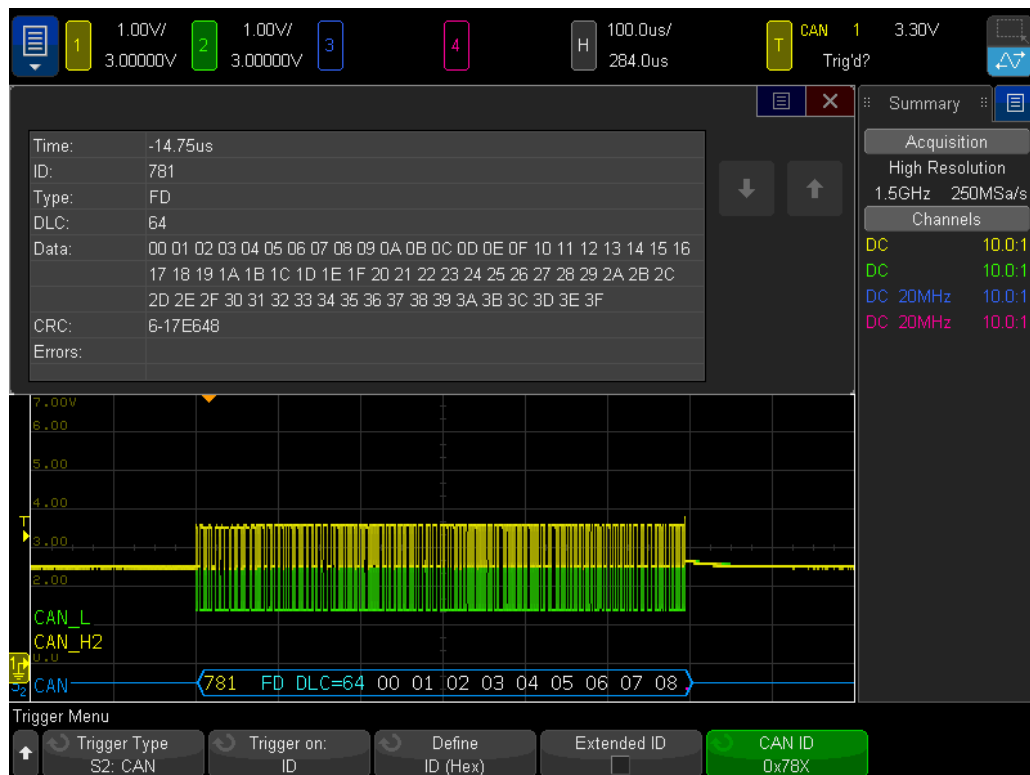 1 1.00V/ 2 1.00V/ 3 4 H 100.0us/ T CAN 1 3.30V
3.00000V 3.00000V 284.0us Trig'd?
Summary
Time: -14.75us
ID: 781
Type: FD
DLC: 64
Data: 00 01 02 03 04 05 06 07 08 09 0A 0B 0C 0D 0E 0F 10 11 12 13 14 15 16
17 18 19 1A 1B 1C 1D 1E 1F 20 21 22 23 24 25 26 27 28 29 2A 2B 2C
2D 2E 2F 30 31 32 33 34 35 36 37 38 39 3A 3B 3C 3D 3E 3F
CRC: 6-17E648
Errors:
Acquisition
High Resolution
1.5GHz 250MSa/s
Channels
DC 10.0:1
DC 10.0:1
DC 20MHz 10.0:1
DC 20MHz 10.0:1
7.00V
6.00
5.00
4.00
T
3.00
2.00
CAN_L
CAN_H2
0.0
S2 CAN 781 FD DLC=64 00 01 02 03 04 05 06 07 08
Trigger Menu
Trigger Type Trigger on: Define Extended ID CAN ID
S2: CAN ID ID (Hex) 0x78X